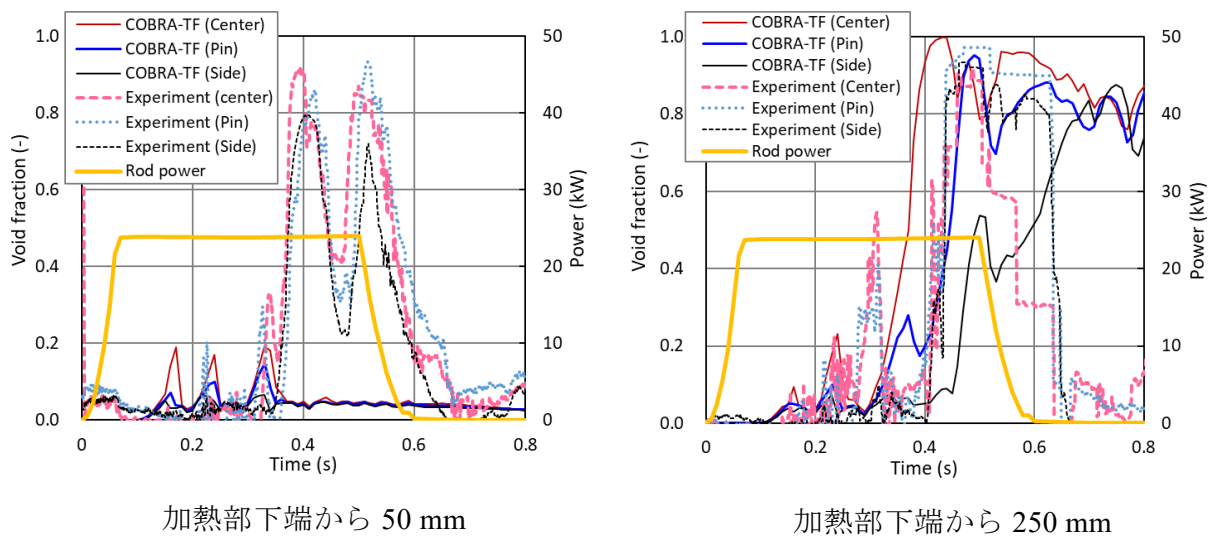 COBRA-TF (Center)
COBRA-TF (Pin)
COBRA-TF (Side)
Experiment (center)
Experiment (Pin)
Experiment (Side)
Rod power
Void fraction (-)
1.0
0.8
0.6
0.4
0.2
0.0
50
40
30
20
10
0
Power (kW)
0
0.2
0.4
0.6
0.8
Time (s)
加熱部下端から 50 mm
COBRA-TF (Center)
COBRA-TF (Pin)
COBRA-TF (Side)
Experiment (Center)
Experiment (Pin)
Experiment (Side)
Rod power
Void fraction (-)
1.0
0.8
0.6
0.4
0.2
0.0
50
40
30
20
10
0
Power (kW)
0
0.2
0.4
0.6
0.8
Time (s)
加熱部下端から 250 mm